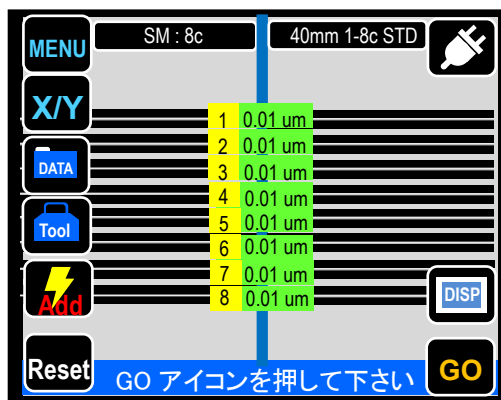 MENU
SM : 8c
40mm 1-8c STD
X/Y
1 0.01 um
2 0.01 um
DATA
3 0.01 um
4 0.01 um
Tool
5 0.01 um
6 0.01 um
7 0.01 um
Add
8 0.01 um
DISP
Reset
GO アイコンを押して下さい
GO